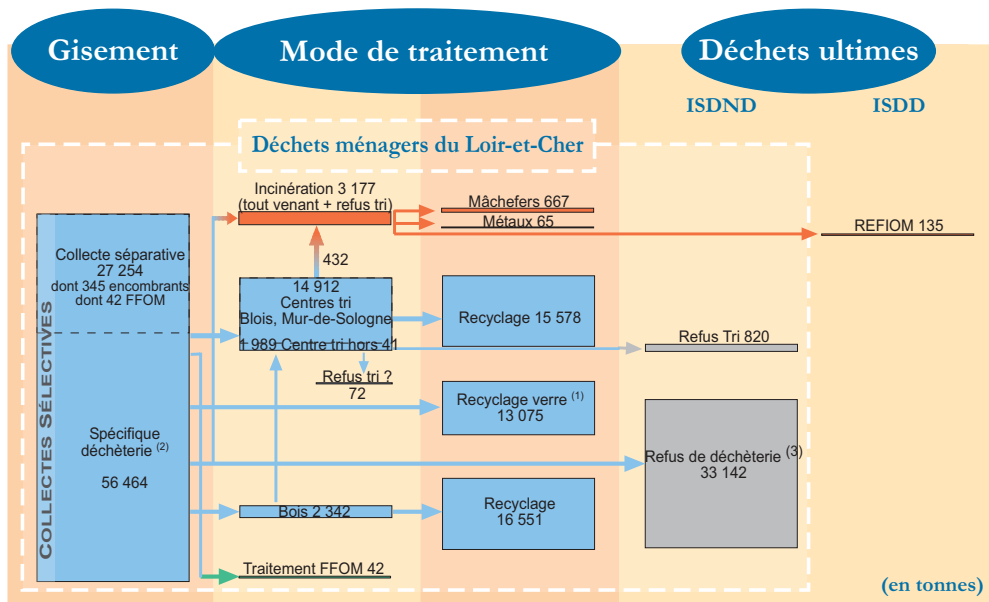 Gisement
Mode de traitement
Déchets ultimes
ISDND
ISDD
Déchets ménagers du Loir-et-Cher
Incinération 3 177
(tout venant + refus tri)
Mâchefers 667
Métaux 65
REFIOM 135
COLLECTES SÉLECTIVES
Collecte séparative
27 254
dont 345 encombrants
dont 42 FFOM
432
14 912
Centres tri
Blois, Mur-de-Sologne
1 989 Centre tri hors 41
Recyclage 15 578
Refus Tri 820
Refus tri ?
72
Recyclage verre (1)
13 075
Spécifique
déchèterie (2)
56 464
Refus de déchèterie (3)
33 142
Bois 2 342
Recyclage
16 551
Traitement FFOM 42
(en tonnes)